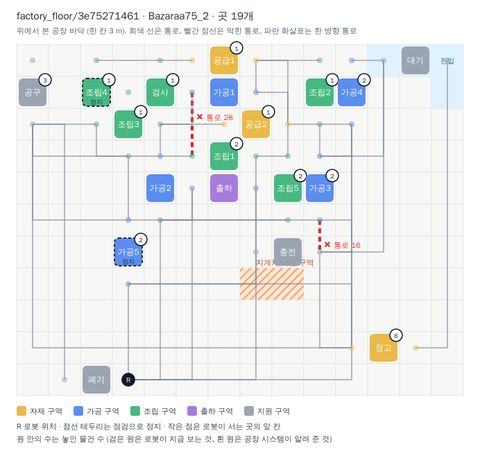 factory_floor/3e75271461 · Bazaraa75_2 · 곳 19개
위에서 본 공장 바닥 (한 칸 3 m). 회색 선은 통로, 빨간 점선은 막힌 통로, 파란 화살표는 한 방향 통로
공급1 1
대기
진입
공구 3
조립4 1
정지
검사 1
가공1
조립2 1
가공4 2
조립3 1
✕ 통로 28
공급2 1
조립1 2
가공2
출하
조립5 2
가공3 2
가공5 2
정지
충전
✕ 통로 16
지게차 구역
창고 6
폐기
R
자재 구역
가공 구역
조립 구역
출하 구역
지원 구역
R 로봇 위치 · 점선 테두리는 점검으로 정지 · 작은 점은 로봇이 서는 곳의 앞 칸
원 안의 수는 놓인 물건 수 (검은 원은 로봇이 지금 보는 것, 흰 원은 공장 시스템이 알려 준 것)